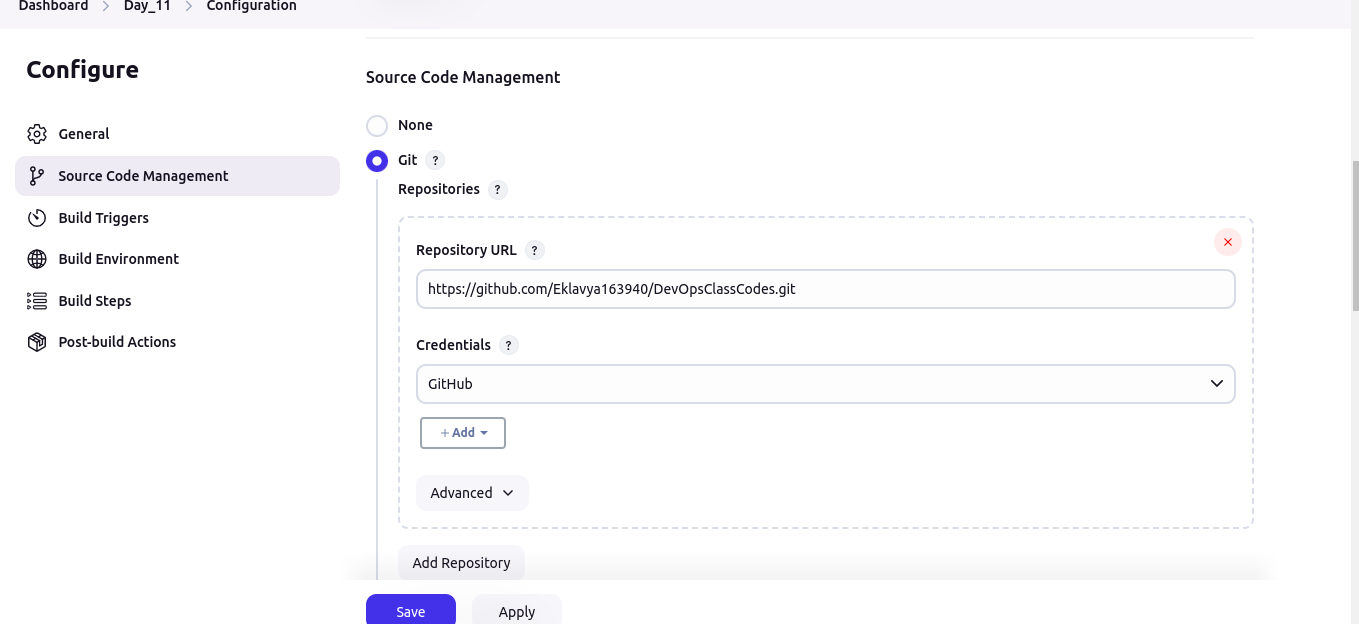 Dashboard > Day_11 > Configuration
Configure
General
Source Code Management
Build Triggers
Build Environment
Build Steps
Post-build Actions
Source Code Management
None
Git ?
Repositories ?
Repository URL ?
https://github.com/Eklavya163940/DevOpsClassCodes.git
Credentials ?
GitHub
+ Add
Advanced
Add Repository
Save
Apply